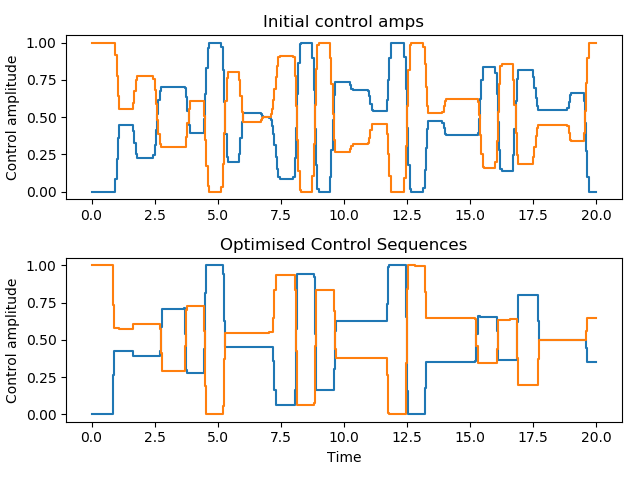 Initial control amps
Control amplitude
1.00
0.75
0.50
0.25
0.00
0.0 2.5 5.0 7.5 10.0 12.5 15.0 17.5 20.0
Optimised Control Sequences
Control amplitude
1.00
0.75
0.50
0.25
0.00
0.0 2.5 5.0 7.5 10.0 12.5 15.0 17.5 20.0
Time